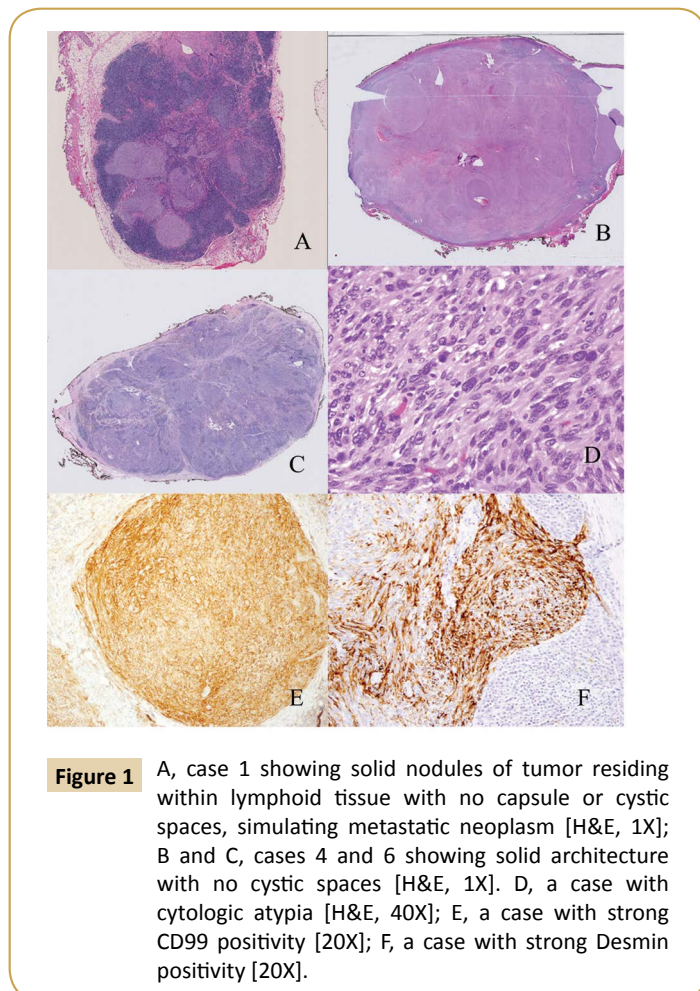 A
B
C
D
E
F
Figure 1
A, case 1 showing solid nodules of tumor residing
within lymphoid tissue with no capsule or cystic
spaces, simulating metastatic neoplasm [H&E, 1X];
B and C, cases 4 and 6 showing solid architecture
with no cystic spaces [H&E, 1X]. D, a case with
cytologic atypia [H&E, 40X]; E, a case with strong
CD99 positivity [20X]; F, a case with strong Desmin
positivity [20X].